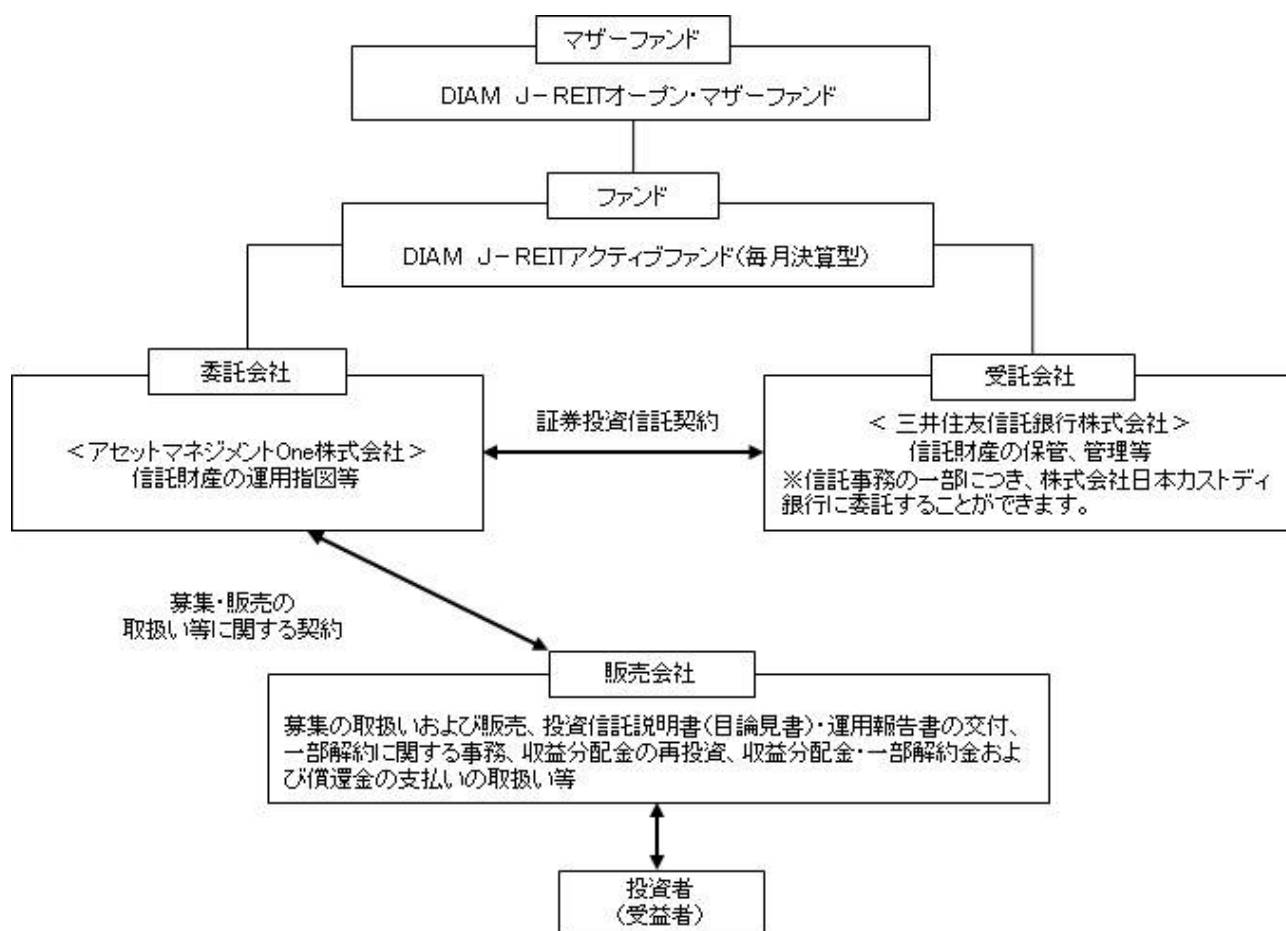 マザーファンド
DIAM J-REITオープン・マザーファンド
ファンド
DIAM J-REITアクティブファンド(毎月決算型)
委託会社
<アセットマネジメントOne株式会社>
信託財産の運用指図等
証券投資信託契約
受託会社
< 三井住友信託銀行株式会社>
信託財産の保管、管理等
※信託事務の一部につき、株式会社日本カストディ
銀行に委託することができます。
募集・販売の
取扱い等に関する契約
販売会社
募集の取扱いおよび販売、投資信託説明書(目論見書)・運用報告書の交付、
一部解約に関する事務、収益分配金の再投資、収益分配金・一部解約金およ
び償還金の支払いの取扱い等
投資者
(受益者)